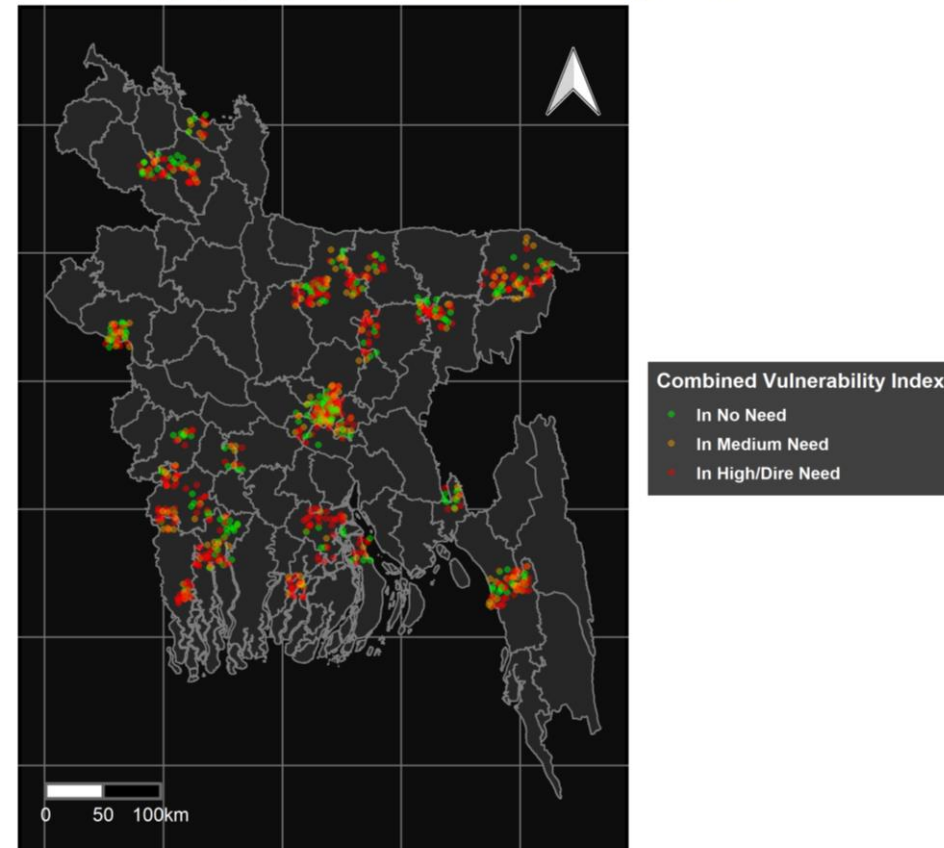 Combined Vulnerability Index
In No Need
In Medium Need
In High/Dire Need
0 50 100km